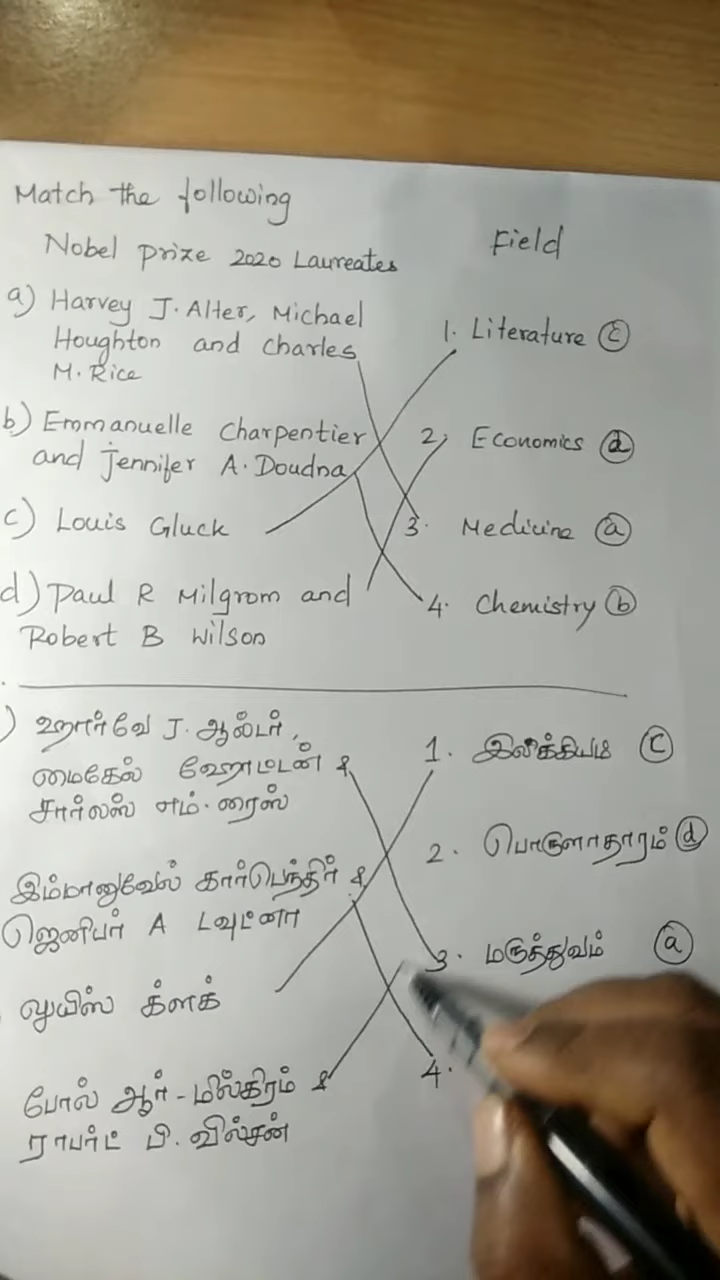 Match the following
Nobel Prize 2020 Laureates
Field
a) Harvey J. Alter, Michael
Houghton and Charles
M. Rice
1. Literature c
b) Emmanuelle Charpentier
and Jennifer A. Doudna
2. Economics d
c) Louis Gluck
3. Medicine a
d) Paul R Milgrom and
Robert B Wilson
4. Chemistry b
) ஹார்வே J. ஆல்டர்,
மைகேல் ஹோமடன் &
சார்லஸ் எம். ரைஸ்
1. இலக்கியம் c
இம்மானுவேல் கார்பெந்திர் &
ஜெனிபர் A டவுட்னா
2. பொருளாதாரம் d
லூயிஸ் க்ளக்
3. மருத்துவம் a
போல் ஆர் - மில்கிரம் &
ராபர்ட் பி. வில்சன்
4.